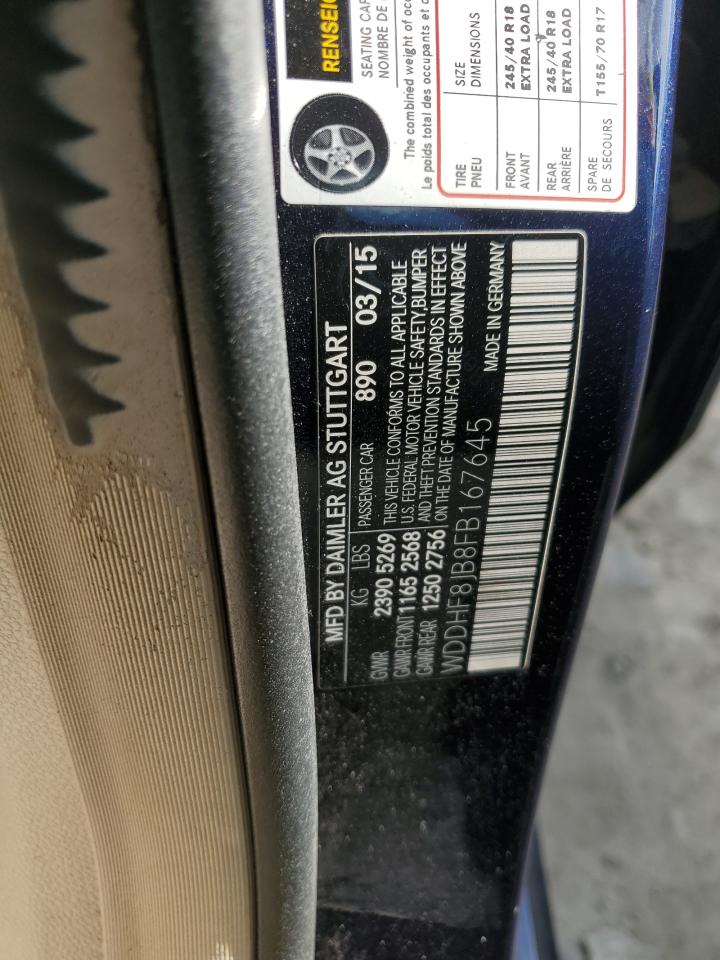 RENSEIG
SEATING CAP
NOMBRE DE
The combined weight of occ
Le poids total des occupants et c
TIRE SIZE
PNEU DIMENSIONS
FRONT 245/40 R18
AVANT EXTRA LOAD
REAR 245/40 R18
ARRIÈRE EXTRA LOAD
SPARE T155/70 R17
DE SECOURS
MFD BY DAIMLER AG STUTTGART
KG LBS PASSENGER CAR 890 03/15
GVWR 2390 5269 THIS VEHICLE CONFORMS TO ALL APPLICABLE
GAWR FRONT 1165 2568 U.S. FEDERAL MOTOR VEHICLE SAFETY,BUMPER
GAWR REAR 1250 2756 AND THEFT PREVENTION STANDARDS IN EFFECT
ON THE DATE OF MANUFACTURE SHOWN ABOVE
WDDHF8JB8FB167645 MADE IN GERMANY